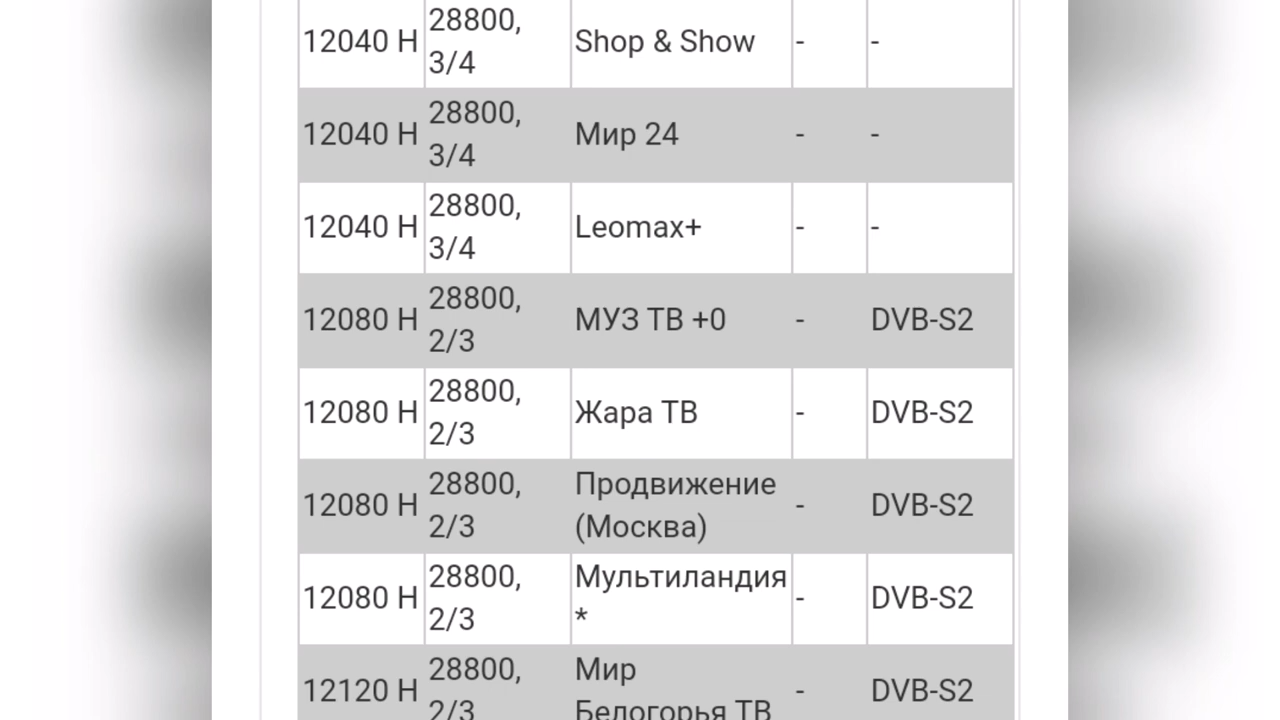 12040 H 28800, 3/4 Shop & Show - -
12040 H 28800, 3/4 Мир 24 - -
12040 H 28800, 3/4 Leomax+ - -
12080 H 28800, 2/3 МУЗ ТВ +0 - DVB-S2
12080 H 28800, 2/3 Жара ТВ - DVB-S2
12080 H 28800, 2/3 Продвижение (Москва) - DVB-S2
12080 H 28800, 2/3 Мультиландия * - DVB-S2
12120 H 28800, 2/3 Мир Белогорья ТВ - DVB-S2